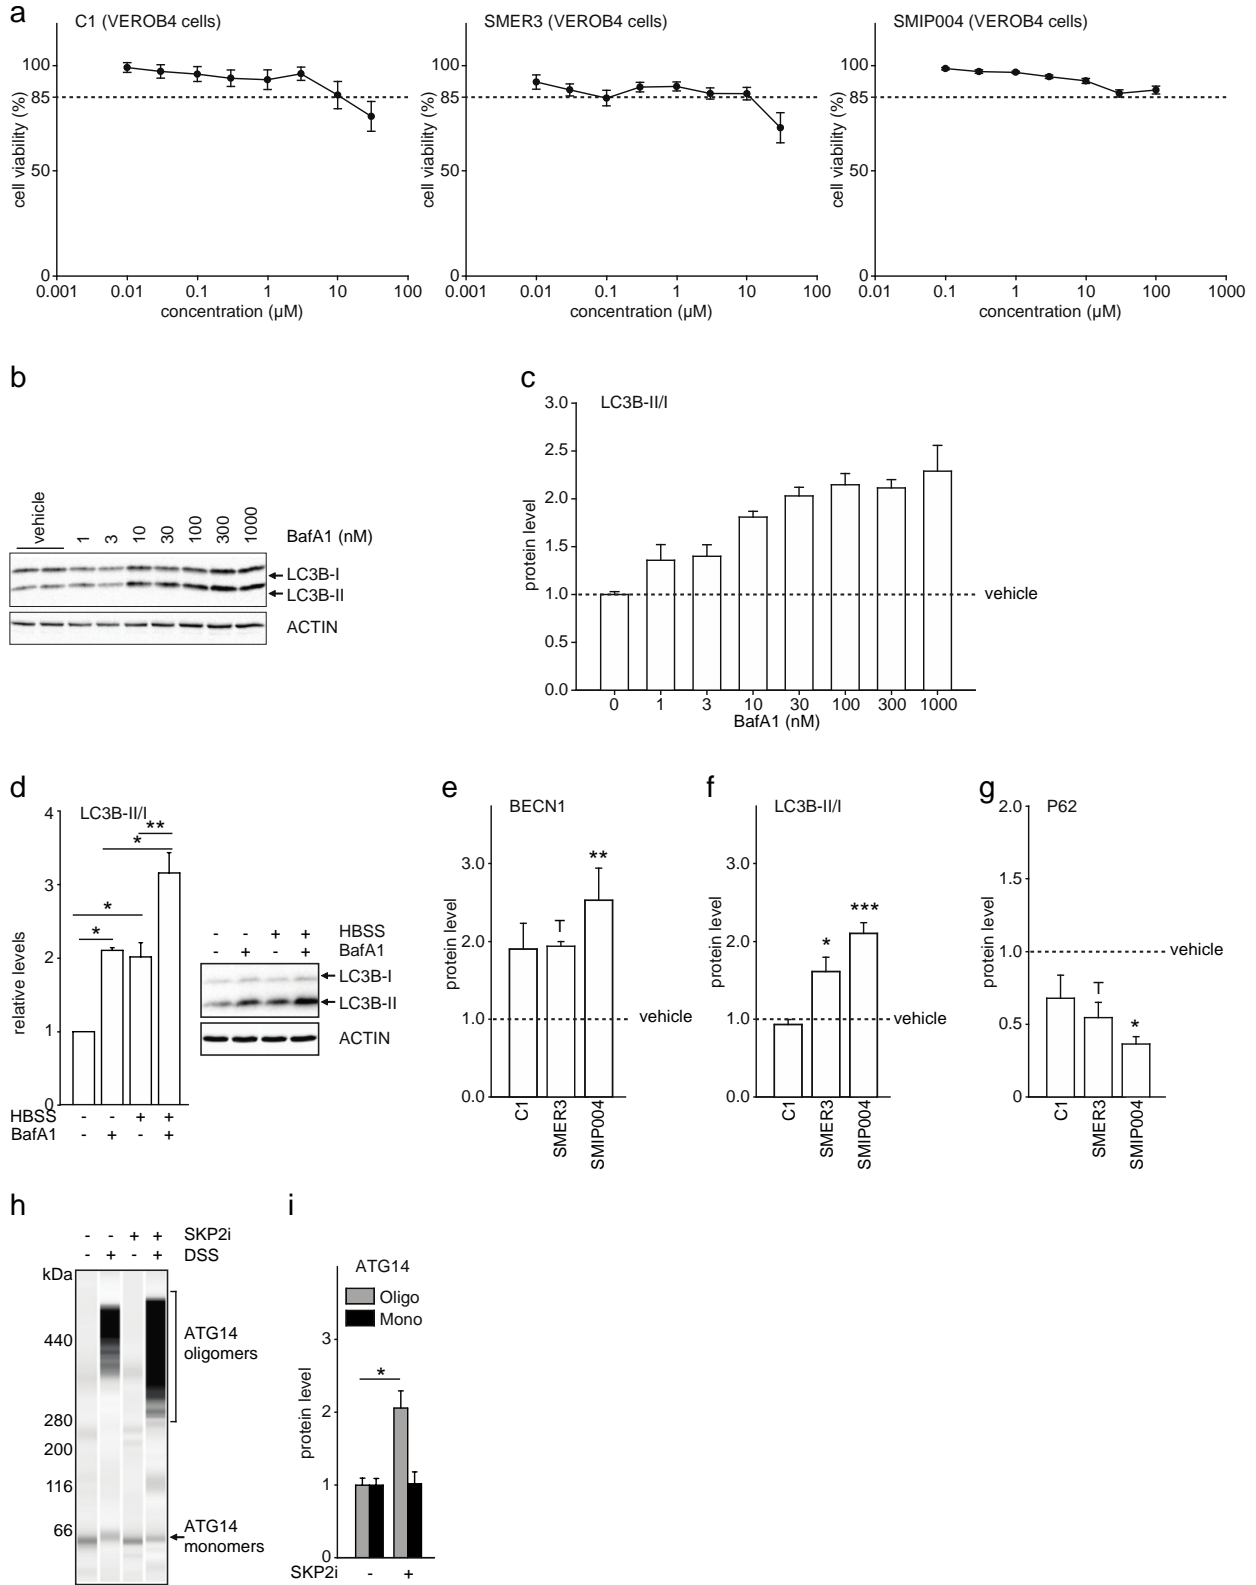 a
C1 (VEROB4 cells)
SMER3 (VEROB4 cells)
SMIP004 (VEROB4 cells)
cell viability (%)
100
85
50
0
0.001 0.01 0.1 1 10 100
concentration (µM)
cell viability (%)
100
85
50
0
0.001 0.01 0.1 1 10 100
concentration (µM)
cell viability (%)
100
85
50
0
0.01 0.1 1 10 100 1000
concentration (µM)
b
vehicle 1 3 10 30 100 300 1000 BafA1 (nM)
LC3B-I
LC3B-II
ACTIN
c
LC3B-II/I
protein level
3.0
2.5
2.0
1.5
1.0
0.5
0.0
vehicle
0 1 3 10 30 100 300 1000
BafA1 (nM)
d
LC3B-II/I
relative levels
4
3
2
1
0
**
*
*
*
HBSS - - + +
BafA1 - + - +
- - + + HBSS
- + - + BafA1
LC3B-I
LC3B-II
ACTIN
e
BECN1
protein level
3.0
2.0
1.0
0.0
T
**
vehicle
C1 SMER3 SMIP004
f
LC3B-II/I
protein level
3.0
2.0
1.0
0.0
*
***
vehicle
C1 SMER3 SMIP004
g
P62
protein level
2.0
1.5
1.0
0.5
0
T
*
vehicle
C1 SMER3 SMIP004
h
- - + + SKP2i
- + - + DSS
kDa
440
280
200
116
66
ATG14
oligomers
ATG14
monomers
i
ATG14
Oligo
Mono
protein level
3
2
1
0
*
SKP2i - +